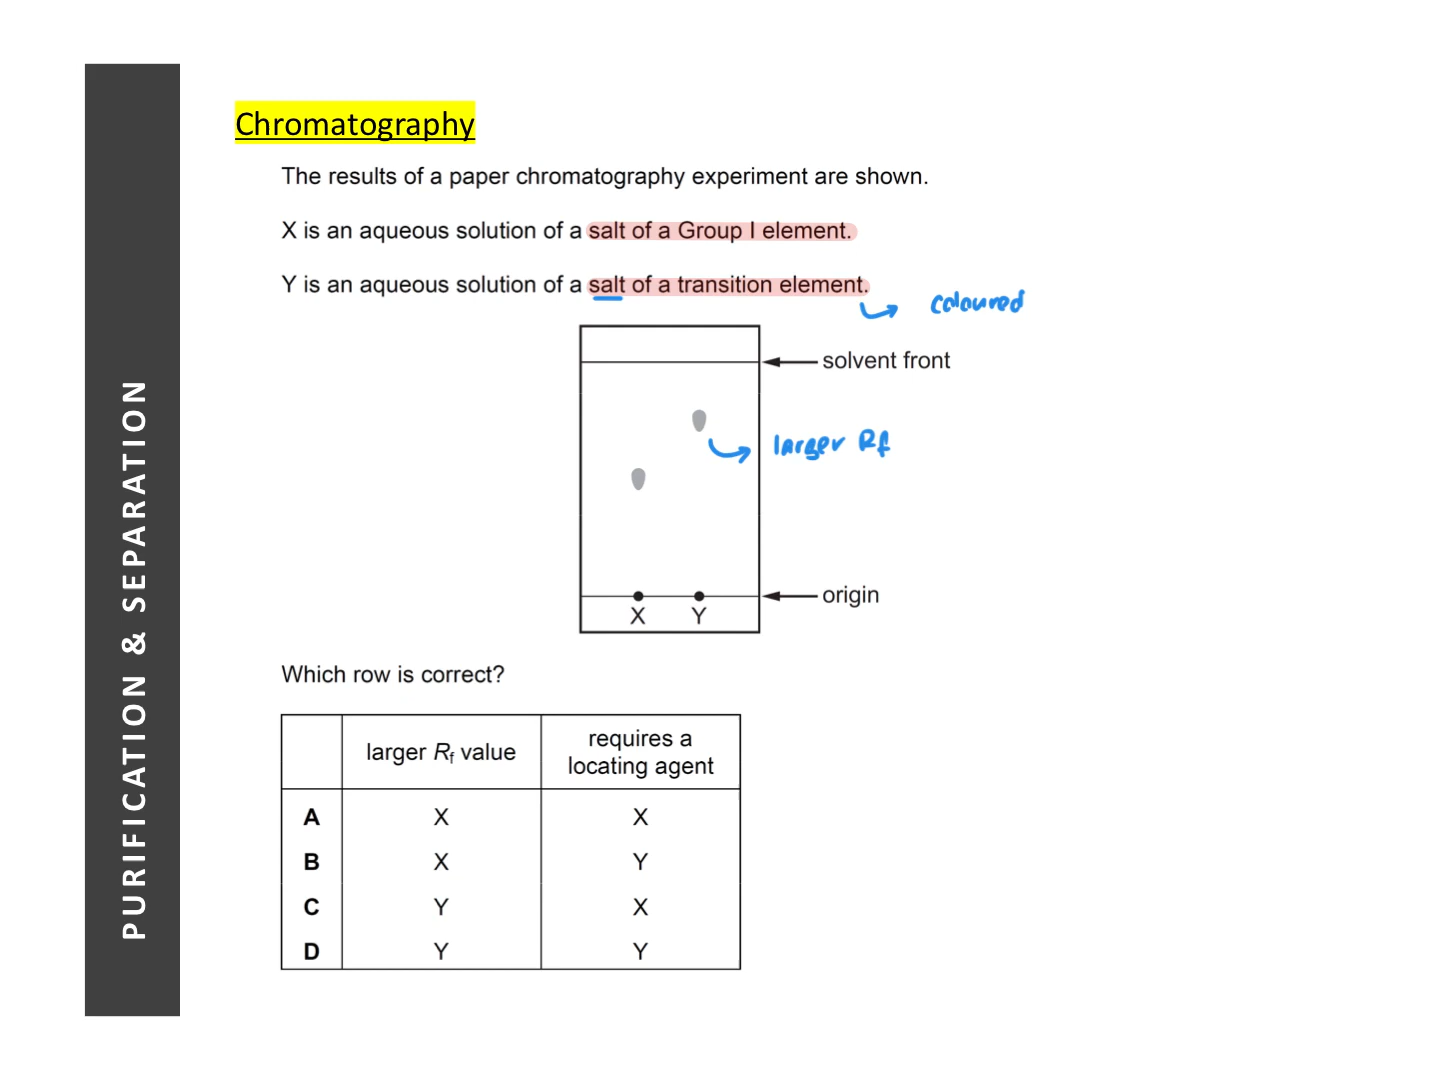 PURIFICATION & SEPARATION
Chromatography
The results of a paper chromatography experiment are shown.
X is an aqueous solution of a salt of a Group I element.
Y is an aqueous solution of a salt of a transition element.
coloured
solvent front
larger Rf
origin
X Y
Which row is correct?
larger Rf value requires a locating agent
A X X
B X Y
C Y X
D Y Y